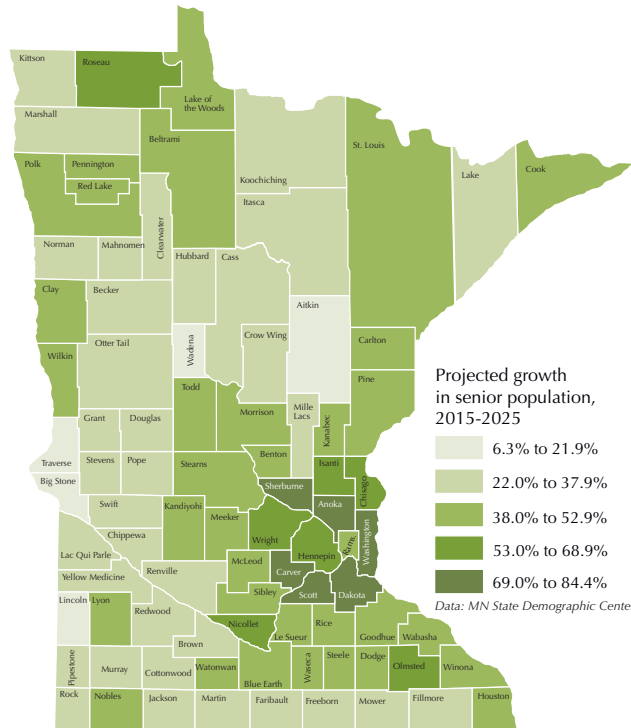 Kittson
Roseau
Lake of
the Woods
Marshall
Beltrami
St. Louis
Polk
Pennington
Red Lake
Koochiching
Lake
Cook
Itasca
Clearwater
Norman
Mahnomen
Hubbard
Cass
Clay
Becker
Aitkin
Wadena
Crow Wing
Carlton
Otter Tail
Wilkin
Pine
Todd
Morrison
Mille
Lacs
Kanabec
Grant
Douglas
Benton
Traverse
Stevens
Pope
Stearns
Isanti
Chisago
Big Stone
Sherburne
Swift
Kandiyohi
Anoka
Meeker
Washington
Chippewa
Wright
Hennepin
Rams.
Lac Qui Parle
McLeod
Carver
Yellow Medicine
Renville
Scott
Dakota
Sibley
Lincoln
Lyon
Redwood
Nicollet
Le Sueur
Rice
Goodhue
Wabasha
Brown
Pipestone
Murray
Cottonwood
Watonwan
Blue Earth
Waseca
Steele
Dodge
Olmsted
Winona
Rock
Nobles
Jackson
Martin
Faribault
Freeborn
Mower
Fillmore
Houston
Projected growth
in senior population,
2015-2025
6.3% to 21.9%
22.0% to 37.9%
38.0% to 52.9%
53.0% to 68.9%
69.0% to 84.4%
Data: MN State Demographic Cente